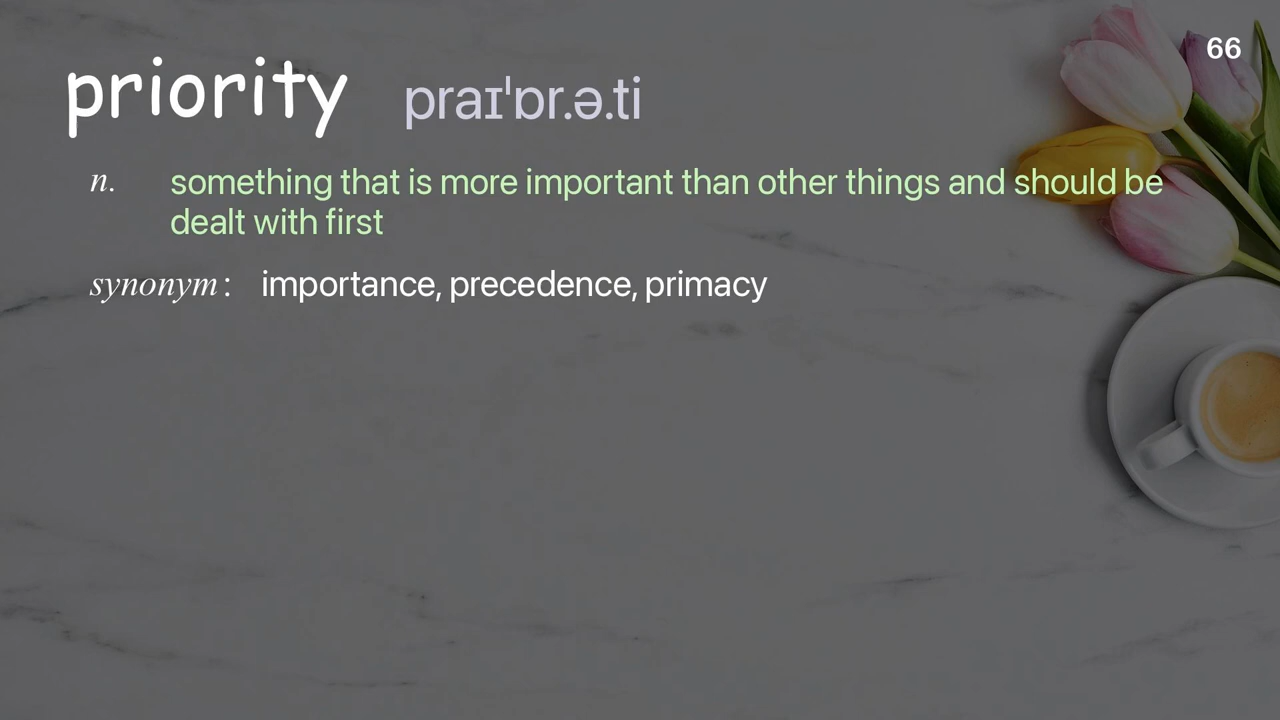 66
priority praɪˈɒr.ə.ti
n. something that is more important than other things and should be
dealt with first
synonym: importance, precedence, primacy